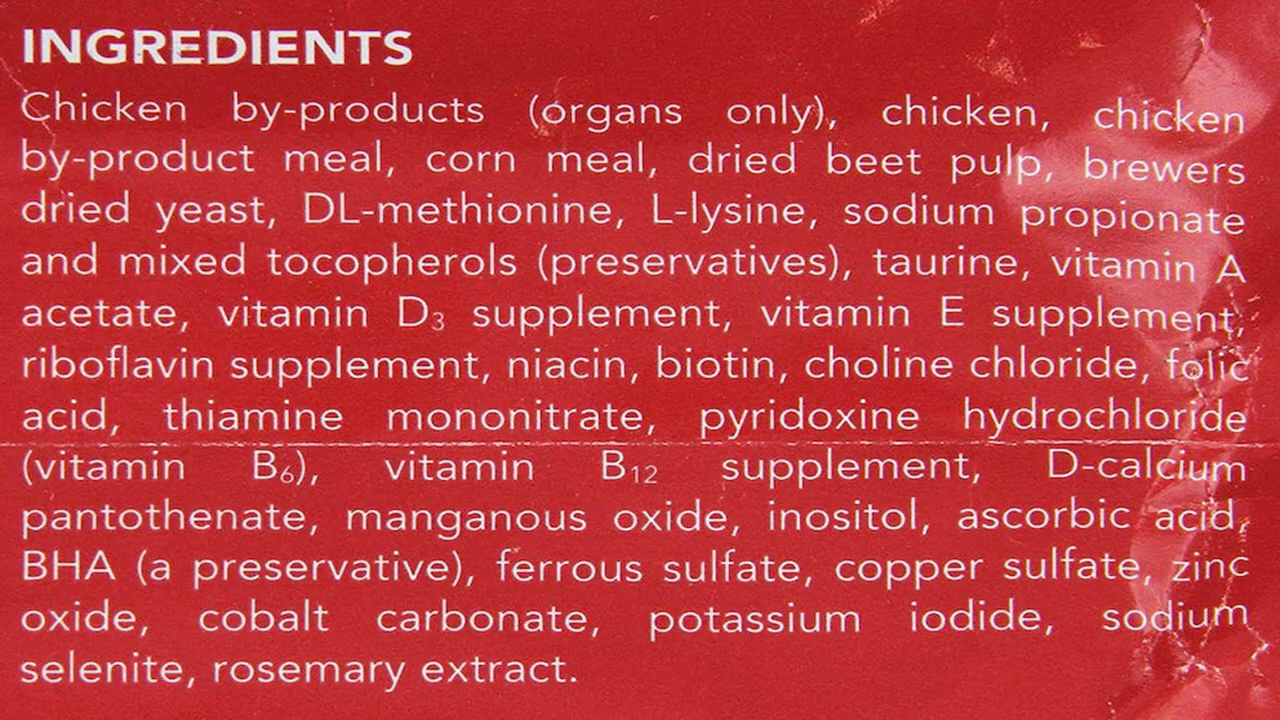 INGREDIENTS
Chicken by-products (organs only), chicken, chicken
by-product meal, corn meal, dried beet pulp, brewers
dried yeast, DL-methionine, L-lysine, sodium propionate
and mixed tocopherols (preservatives), taurine, vitamin A
acetate, vitamin D₃ supplement, vitamin E supplement,
riboflavin supplement, niacin, biotin, choline chloride, folic
acid, thiamine mononitrate, pyridoxine hydrochloride
(vitamin B₆), vitamin B₁₂ supplement, D-calcium
pantothenate, manganous oxide, inositol, ascorbic acid,
BHA (a preservative), ferrous sulfate, copper sulfate, zinc
oxide, cobalt carbonate, potassium iodide, sodium
selenite, rosemary extract.